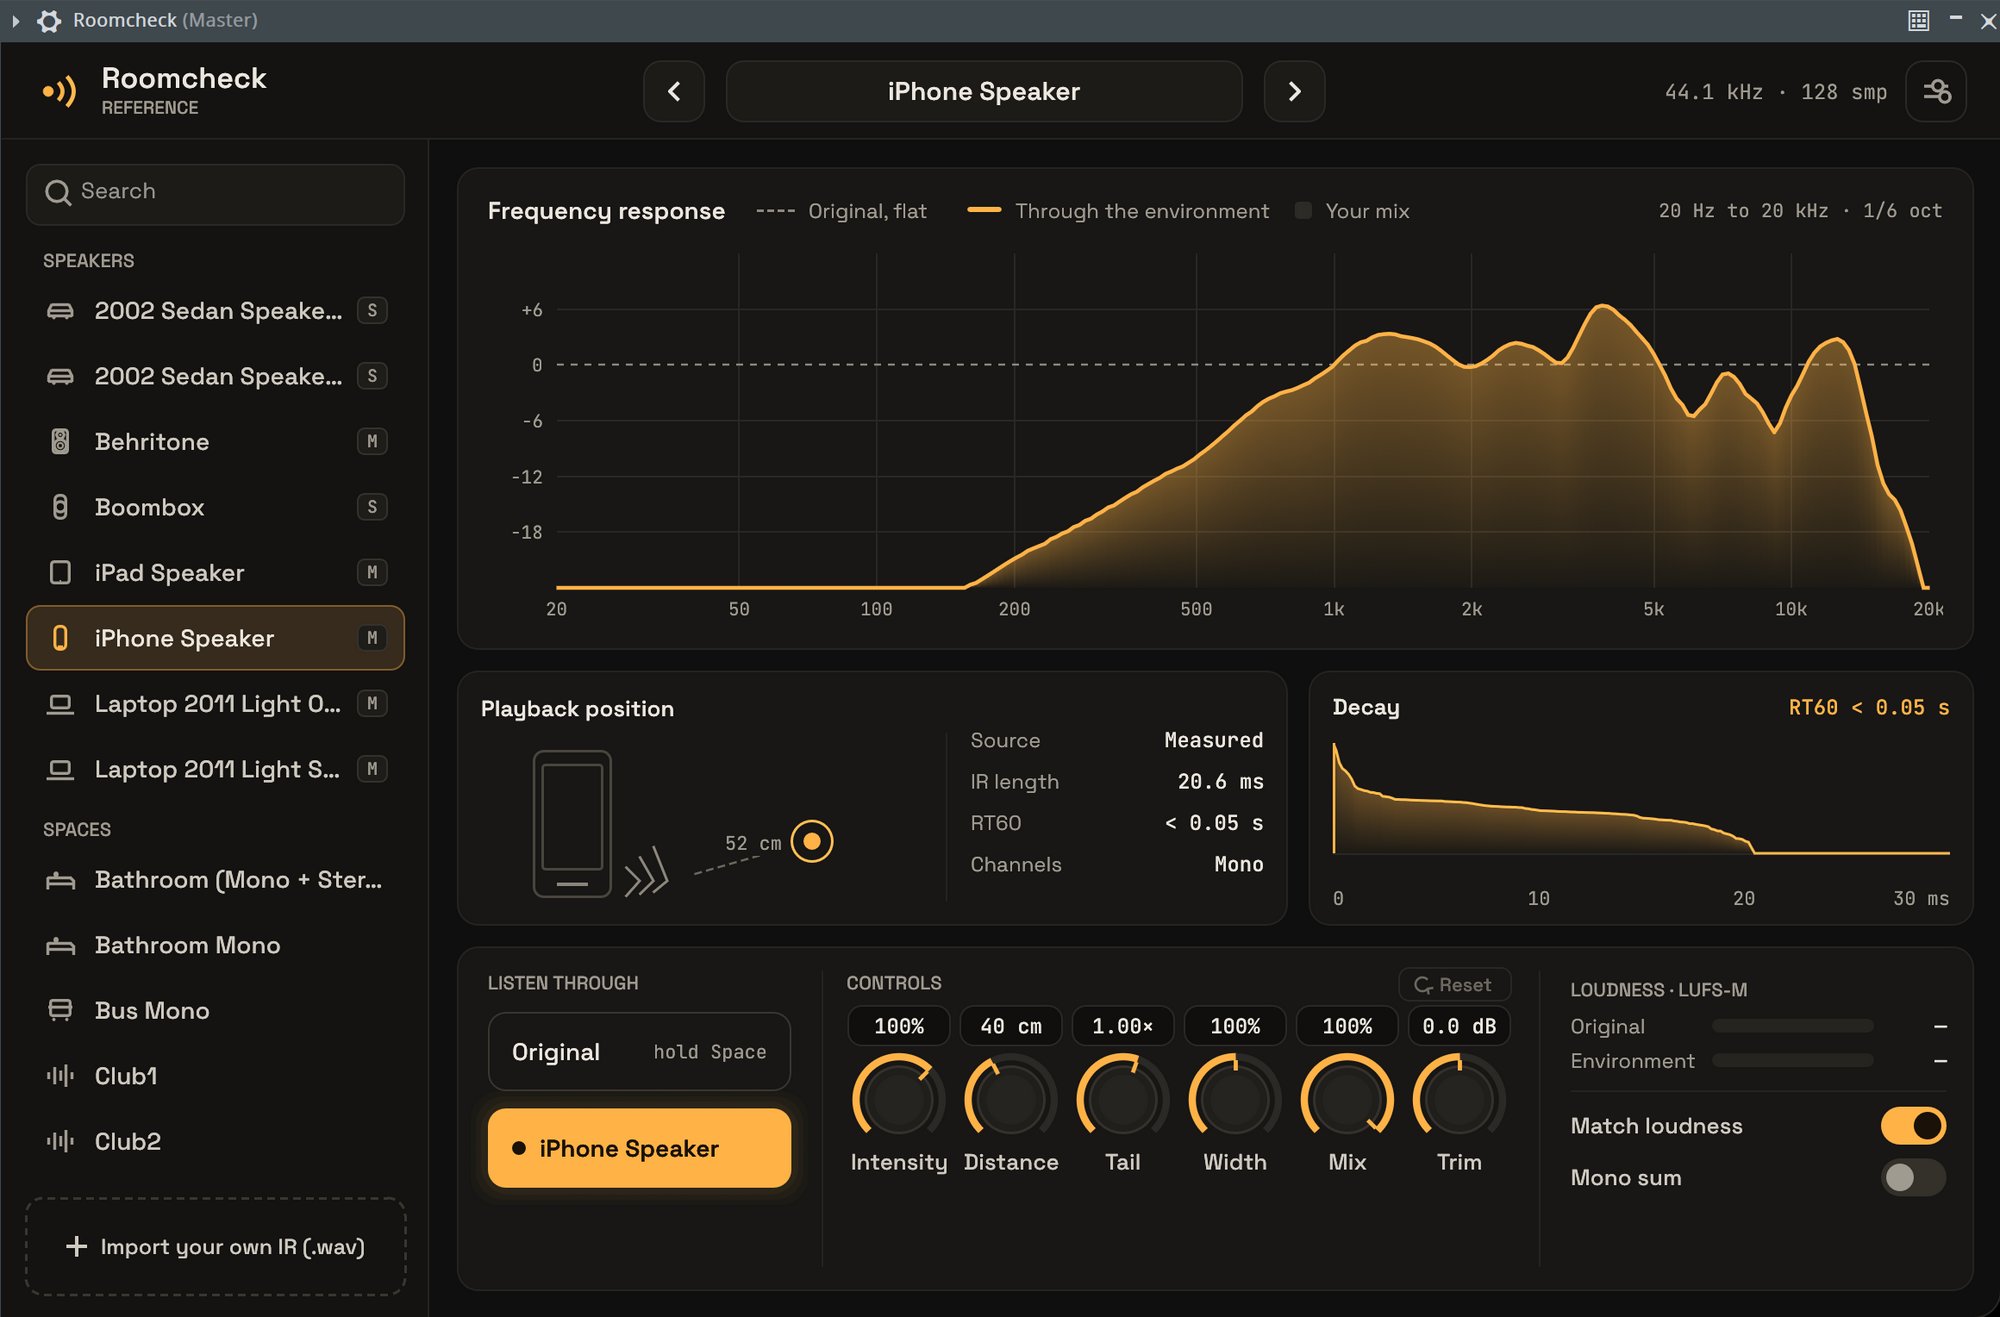 Roomcheck (Master)
Roomcheck
REFERENCE
iPhone Speaker
44.1 kHz · 128 smp
Search
SPEAKERS
2002 Sedan Speake... S
2002 Sedan Speake... S
Behritone M
Boombox S
iPad Speaker M
iPhone Speaker M
Laptop 2011 Light O... M
Laptop 2011 Light S... M
SPACES
Bathroom (Mono + Ster...
Bathroom Mono
Bus Mono
Club1
Club2
Import your own IR (.wav)
Frequency response Original, flat Through the environment Your mix 20 Hz to 20 kHz · 1/6 oct
+6
0
-6
-12
-18
20 50 100 200 500 1k 2k 5k 10k 20k
Playback position
52 cm
Source Measured
IR length 20.6 ms
RT60 < 0.05 s
Channels Mono
Decay RT60 < 0.05 s
0 10 20 30 ms
LISTEN THROUGH
Original hold Space
iPhone Speaker
CONTROLS Reset
100% 40 cm 1.00× 100% 100% 0.0 dB
Intensity Distance Tail Width Mix Trim
LOUDNESS · LUFS-M
Original –
Environment –
Match loudness
Mono sum